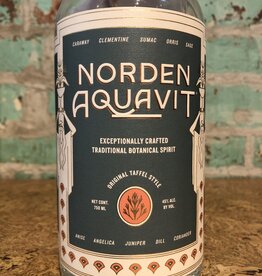 CARAWAY CLEMENTINE SUMAC ORRIS SAGE
NORDEN
AQUAVIT
EXCEPTIONALLY CRAFTED
TRADITIONAL BOTANICAL SPIRIT
ORIGINAL TAFFEL STYLE
NET CONT.
750 ML
45% ALC.
BY VOL.
ANISE ANGELICA JUNIPER DILL CORIANDER